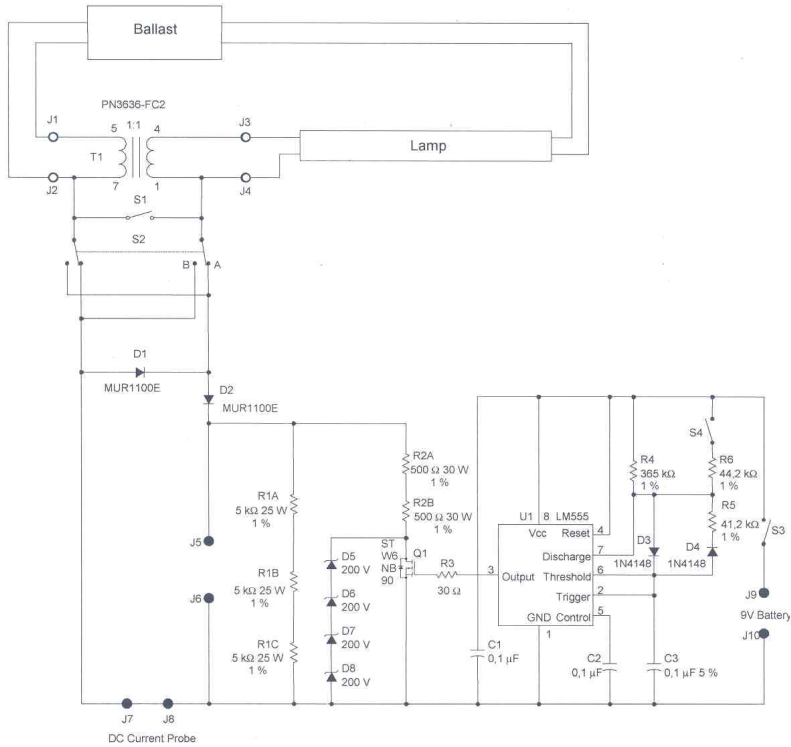 Ballast
PN3636-FC2
J1
5
1:1
4
J3
T1
Lamp
J2
7
1
J4
S1
S2
B
A
D1
MUR1100E
D2
MUR1100E
R2A
500 Ω 30 W
1 %
R2B
500 Ω 30 W
1 %
R1A
5 kΩ 25 W
1 %
R1B
5 kΩ 25 W
1 %
R1C
5 kΩ 25 W
1 %
J5
J6
D5
200 V
D6
200 V
D7
200 V
D8
200 V
ST
W6
NB
90
Q1
R3
30 Ω
U1
8
LM555
Vcc
Reset
4
Discharge
7
3
Output
Threshold
6
Trigger
2
GND
Control
5
1
R4
365 kΩ
1 %
S4
R6
44,2 kΩ
1 %
R5
41,2 kΩ
1 %
D3
1N4148
D4
1N4148
S3
J9
9V Battery
J10
C1
0,1 µF
C2
0,1 µF
C3
0,1 µF 5 %
J7
J8
DC Current Probe